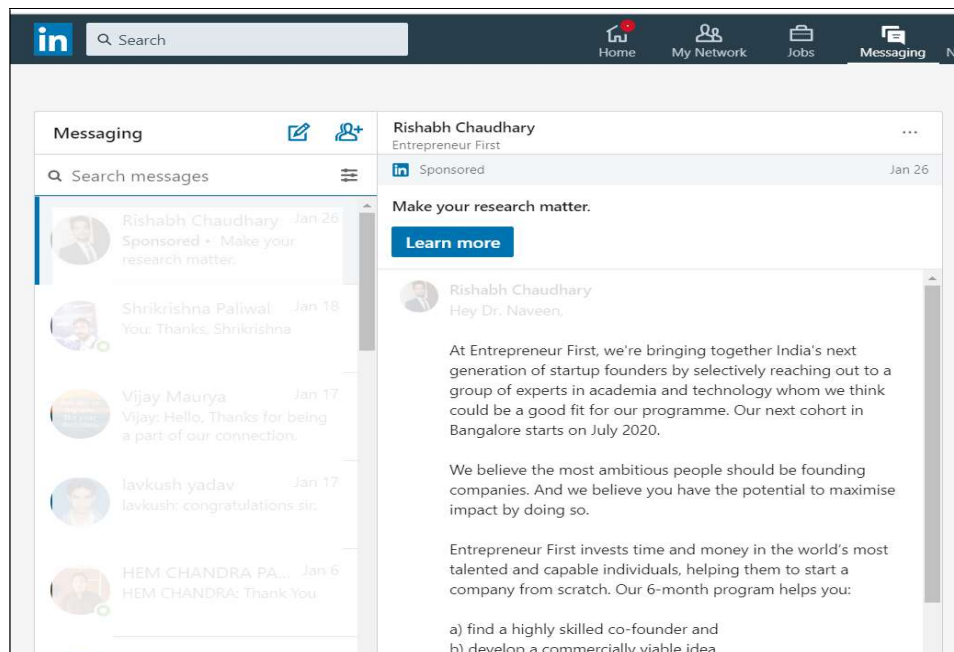 in
Search
Home
My Network
Jobs
Messaging
N
Messaging
Search messages
Rishabh Chaudhary Jan 26
Sponsored • Make your
research matter.
Shrikrishna Paliwal Jan 18
You: Thanks, Shrikrishna
Vijay Maurya Jan 17
Vijay: Hello, Thanks for being
a part of our connection.
lavkush yadav Jan 17
lavkush: congratulations sir.
HEM CHANDRA PA... Jan 6
HEM CHANDRA: Thank You
Rishabh Chaudhary
...
Entrepreneur First
in Sponsored Jan 26
Make your research matter.
Learn more
Rishabh Chaudhary
Hey Dr. Naveen,
At Entrepreneur First, we're bringing together India's next
generation of startup founders by selectively reaching out to a
group of experts in academia and technology whom we think
could be a good fit for our programme. Our next cohort in
Bangalore starts on July 2020.
We believe the most ambitious people should be founding
companies. And we believe you have the potential to maximise
impact by doing so.
Entrepreneur First invests time and money in the world's most
talented and capable individuals, helping them to start a
company from scratch. Our 6-month program helps you:
a) find a highly skilled co-founder and
b) develop a commercially viable idea